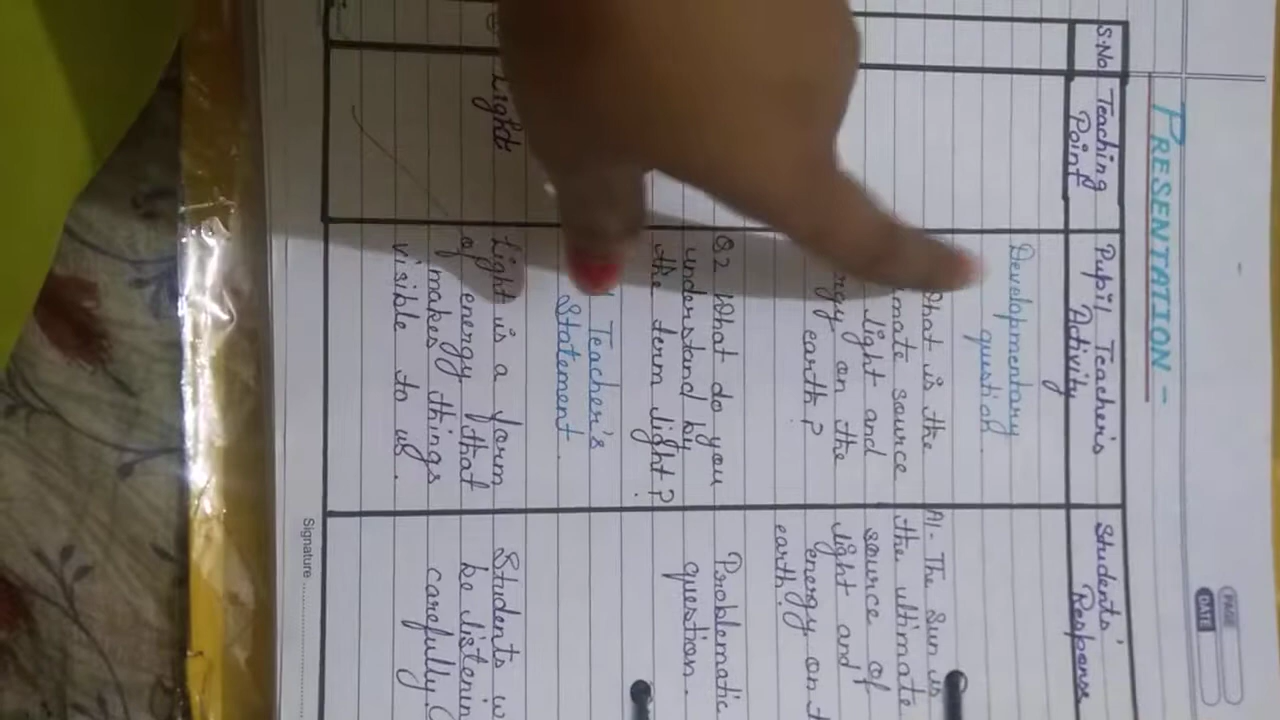 PAGE
DATE
PRESENTATION -
S.No
Teaching
Point
Pupil Teacher's
Activity
Students'
Response
Developmentary
question
What is the
source
light and
on the
earth?
A1- The Sun is
the ultimate
source of
light and
energy on
earth.
Q2 What do you
understand by
the term light?
Problematic
question.
Teacher's
Statement.
Light
Light is a form
of energy that
makes things
visible to us.
Students
be
carefully.
Signature